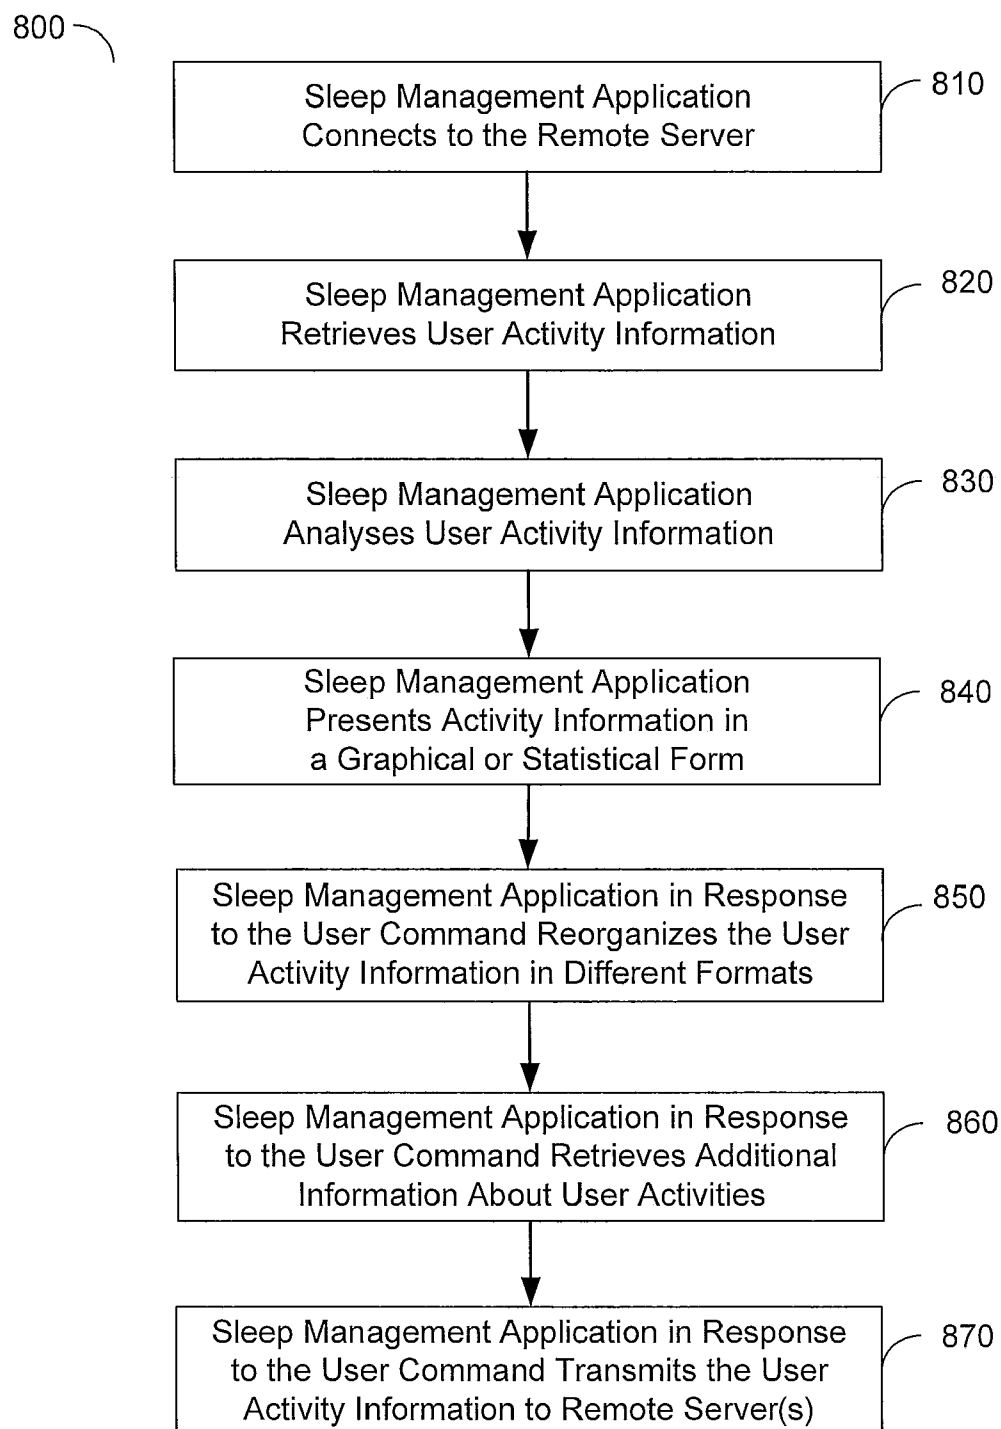 800
Sleep Management Application
Connects to the Remote Server
810
Sleep Management Application
Retrieves User Activity Information
820
Sleep Management Application
Analyses User Activity Information
830
Sleep Management Application
Presents Activity Information in
a Graphical or Statistical Form
840
Sleep Management Application in Response
to the User Command Reorganizes the User
Activity Information in Different Formats
850
Sleep Management Application in Response
to the User Command Retrieves Additional
Information About User Activities
860
Sleep Management Application in Response
to the User Command Transmits the User
Activity Information to Remote Server(s)
870